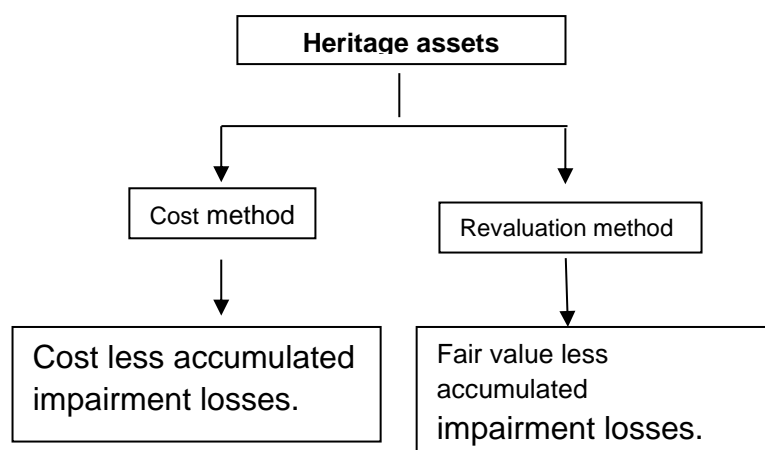 Heritage assets
Cost method
Revaluation method
Cost less accumulated
impairment losses.
Fair value less
accumulated
impairment losses.